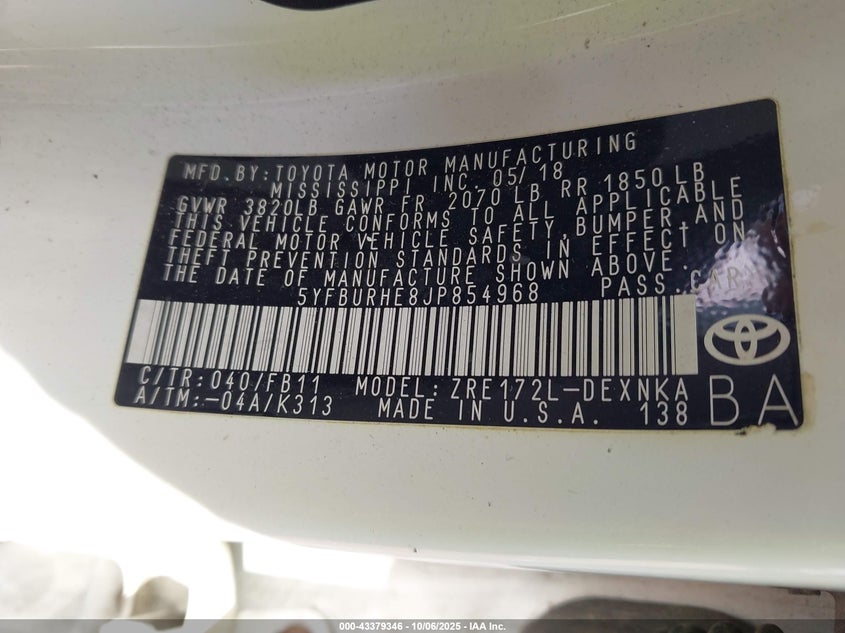 MFD. BY: TOYOTA MOTOR MANUFACTURING
MISSISSIPPI INC. 05/18
GVWR 3820LB GAWR FR 2070 LB RR 1850 LB
THIS VEHICLE CONFORMS TO ALL APPLICABLE
FEDERAL MOTOR VEHICLE SAFETY, BUMPER, AND
THEFT PREVENTION STANDARDS IN EFFECT ON
THE DATE OF MANUFACTURE SHOWN ABOVE.
5YFBURHE8JP854968 PASS. CAR
C/TR: 040/FB11 MODEL: ZRE172L-DEXNKA
A/TM: -04A/K313 MADE IN U.S.A. 138
BA
000-43379346 - 10/06/2025 - IAA Inc.